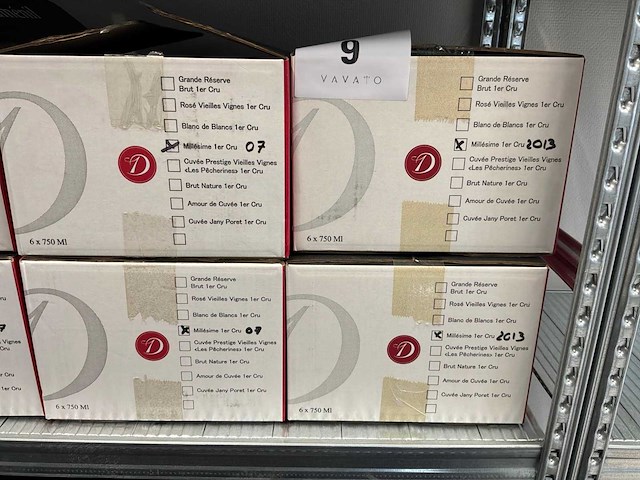 9
VAVATO
Grande Réserve
Brut 1er Cru
Rosé Vieilles Vignes 1er Cru
Blanc de Blancs 1er Cru
Millésime 1er Cru 07
Cuvée Prestige Vieilles Vignes
«Les Pêcherines» 1er Cru
Brut Nature 1er Cru
Amour de Cuvée 1er Cru
Cuvée Jany Poret 1er Cru
D
6 x 750 Ml
Grande Réserve
Brut 1er Cru
Rosé Vieilles Vignes 1er Cru
Blanc de Blancs 1er Cru
Millésime 1er Cru 2013
Cuvée Prestige Vieilles Vignes
«Les Pêcherines» 1er Cru
Brut Nature 1er Cru
Amour de Cuvée 1er Cru
Cuvée Jany Poret 1er Cru
D
6 x 750 Ml
Grande Réserve
Brut 1er Cru
Rosé Vieilles Vignes 1er Cru
Blanc de Blancs 1er Cru
Millésime 1er Cru 07
Cuvée Prestige Vieilles Vignes
«Les Pêcherines» 1er Cru
Brut Nature 1er Cru
Amour de Cuvée 1er Cru
Cuvée Jany Poret 1er Cru
D
6 x 750 Ml
Grande Réserve
Brut 1er Cru
Rosé Vieilles Vignes 1er Cru
Blanc de Blancs 1er Cru
Millésime 1er Cru 2013
Cuvée Prestige Vieilles Vignes
«Les Pêcherines» 1er Cru
Brut Nature 1er Cru
Amour de Cuvée 1er Cru
Cuvée Jany Poret 1er Cru
D
6 x 750 Ml